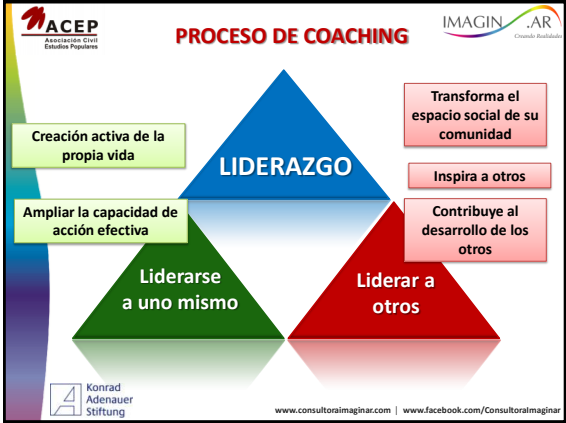 ACEP
Asociación Civil
Estudios Populares
PROCESO DE COACHING
IMAGIN .AR
Creando Realidades
Transforma el
espacio social de su
comunidad
Creación activa de la
propia vida
LIDERAZGO
Inspira a otros
Ampliar la capacidad de
acción efectiva
Contribuye al
desarrollo de los
otros
Liderarse
a uno mismo
Liderar a
otros
Konrad
Adenauer
Stiftung
www.consultoraimaginar.com | www.facebook.com/ConsultoraImaginar